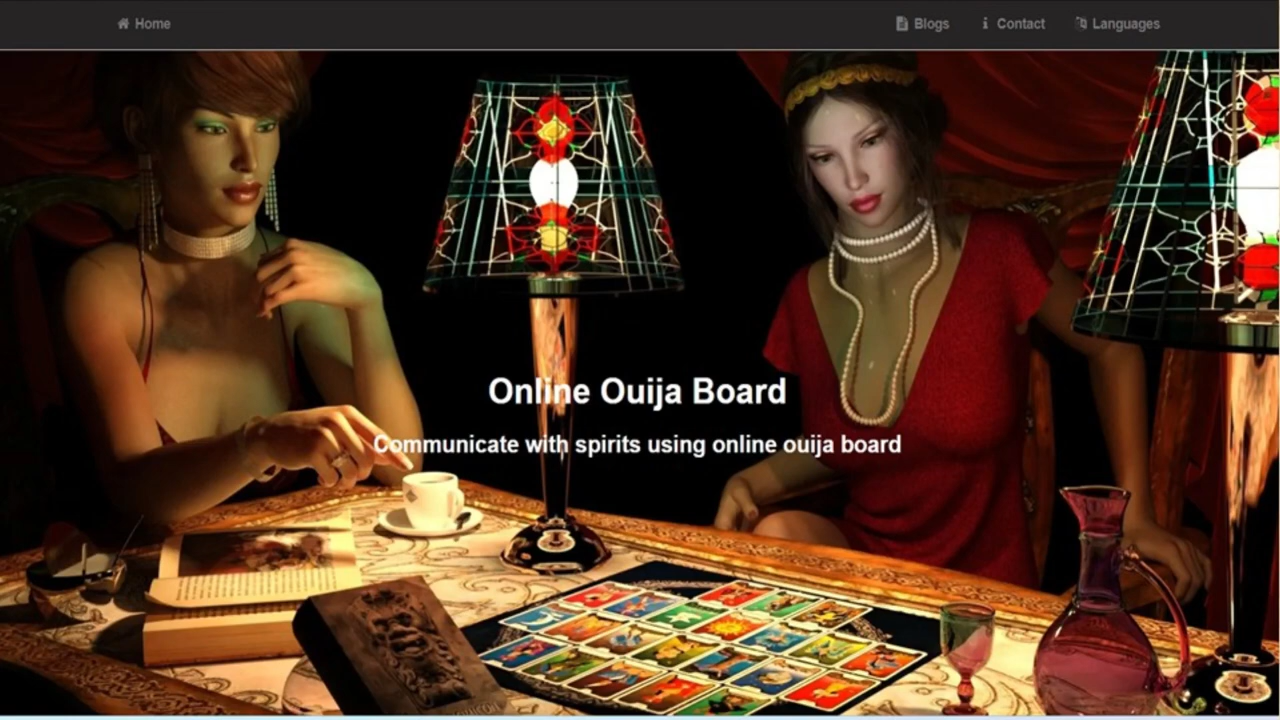 Home
Blogs
Contact
Languages
Online Ouija Board
Communicate with spirits using online ouija board